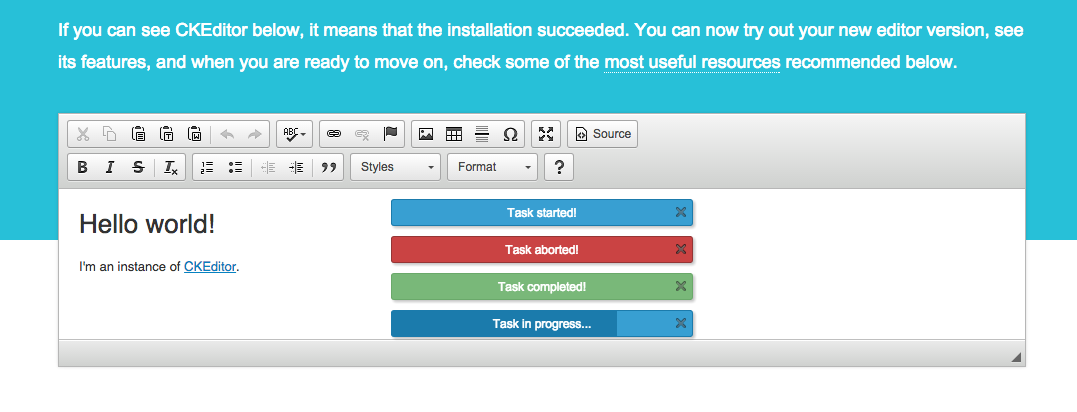 If you can see CKEditor below, it means that the installation succeeded. You can now try out your new editor version, see
its features, and when you are ready to move on, check some of the most useful resources recommended below.
ABC
Ω
Source
B I S Ix
Styles
Format
?
Hello world!
I'm an instance of CKEditor.
Task started!
Task aborted!
Task completed!
Task in progress...